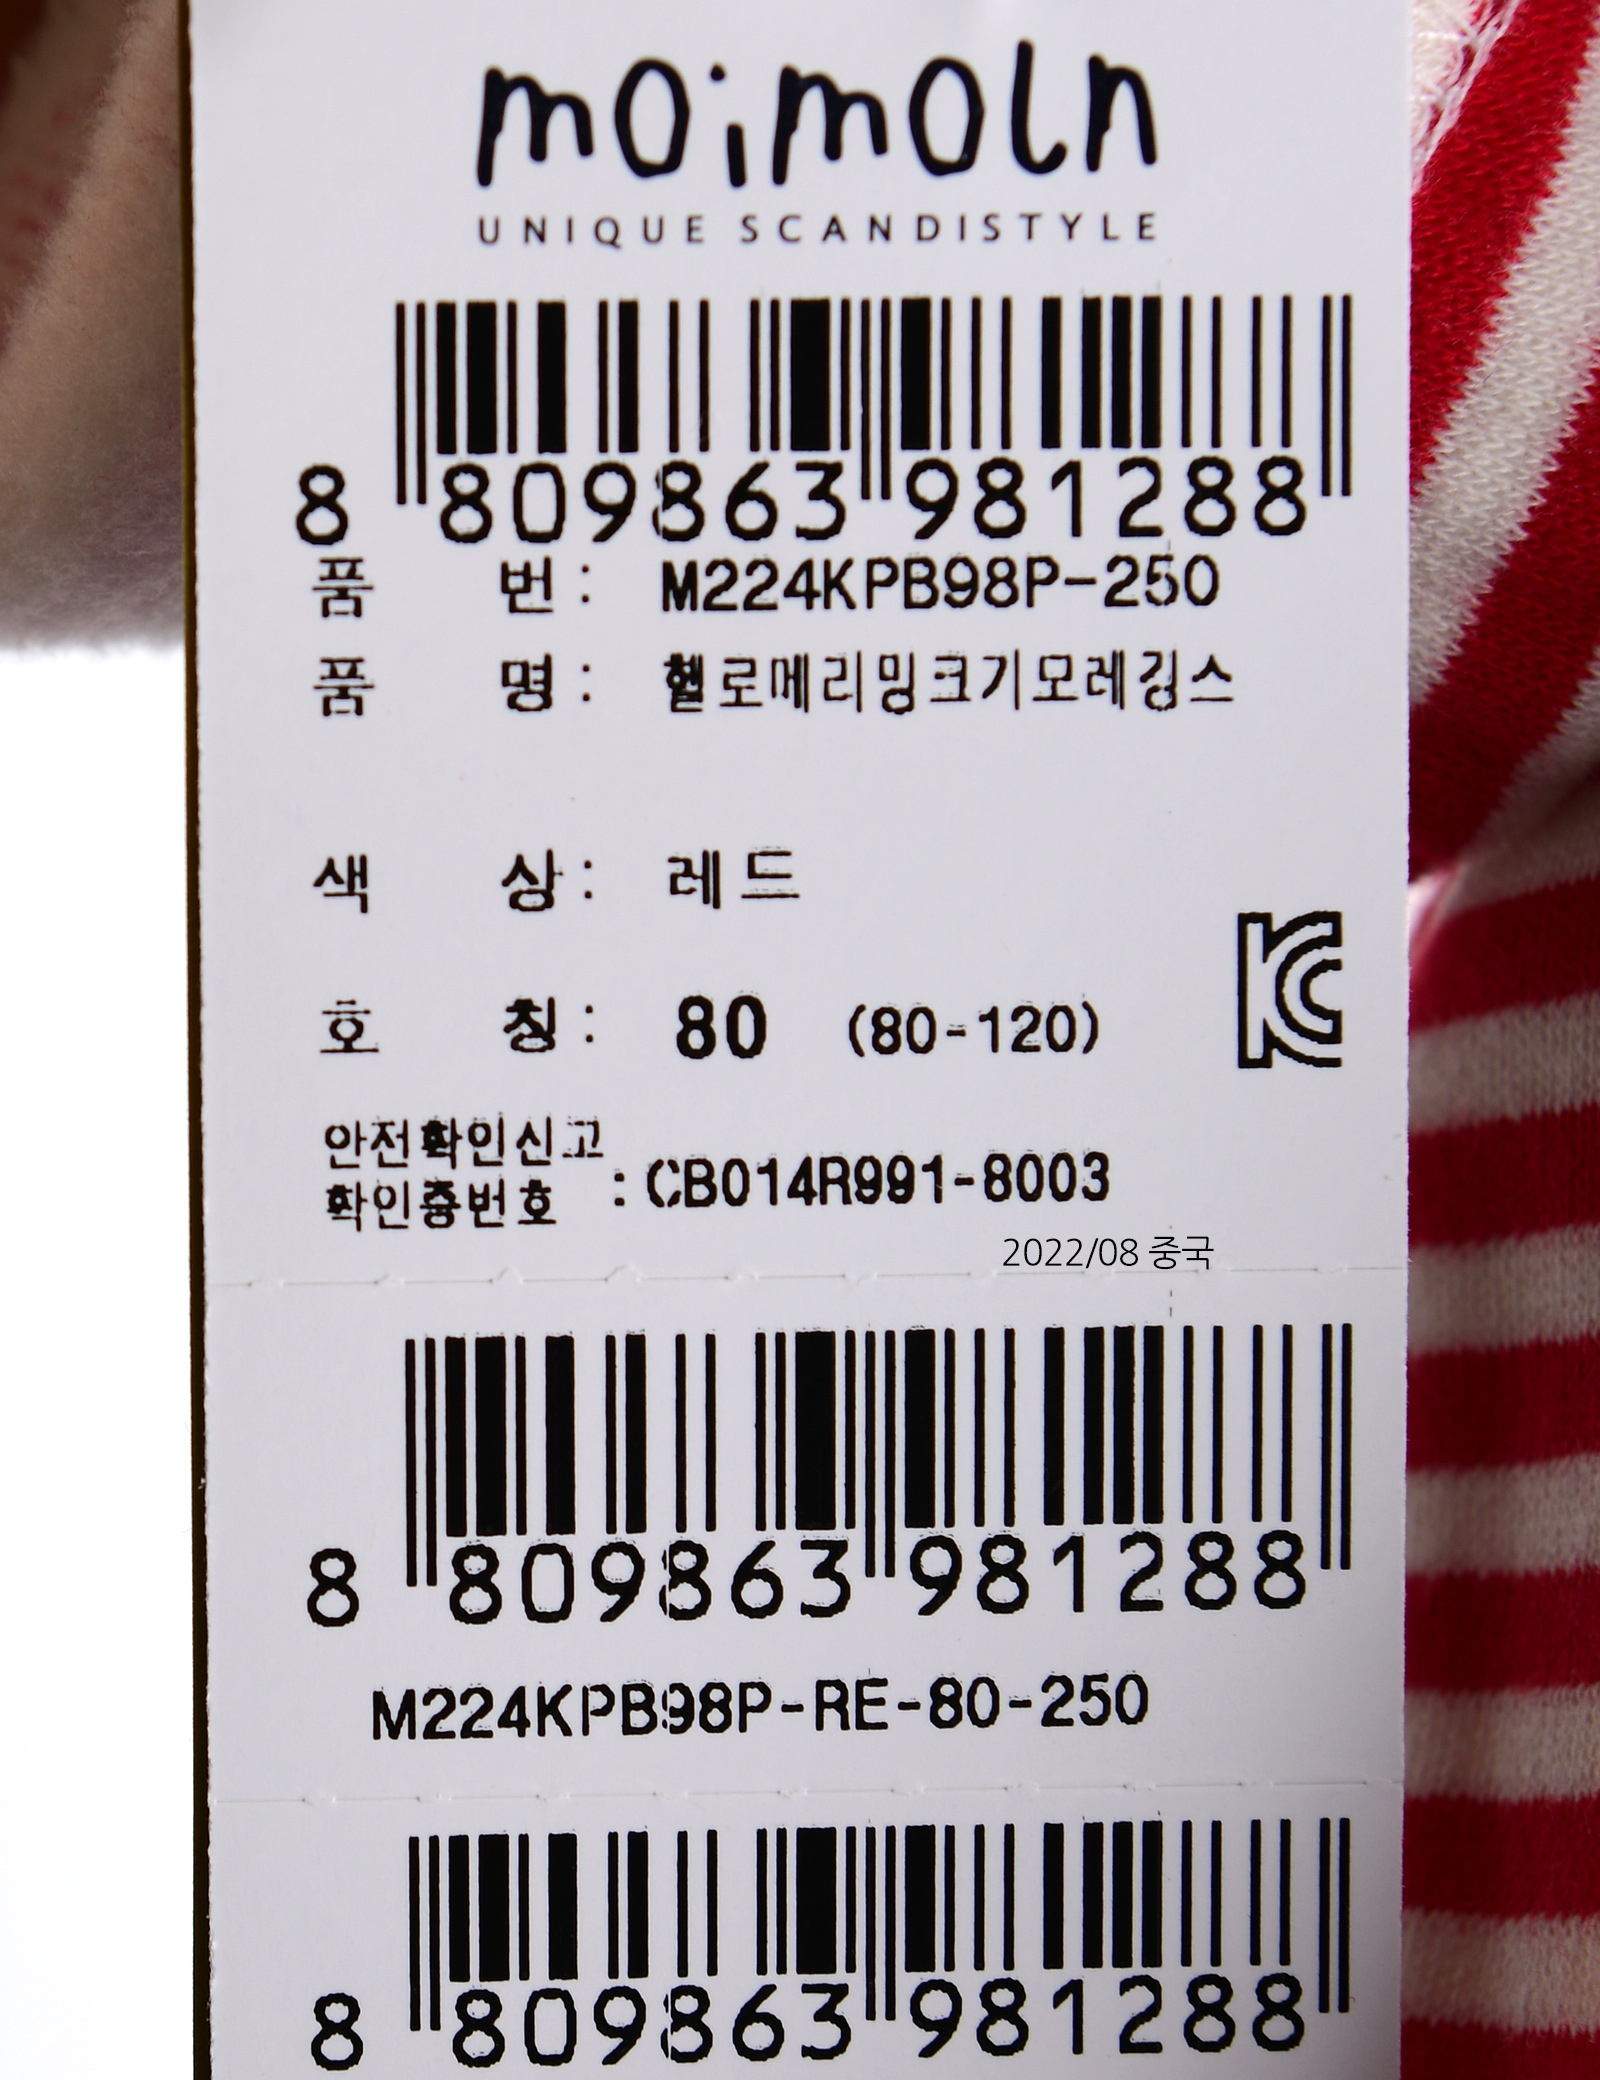 moimoln
UNIQUE SCANDISTYLE
8 809863 981288
품 번 : M224KPB98P-250
품 명 : 헬로메리밍크기모레깅스
색 상 : 레드
호 칭 : 80 (80-120)
안전확인신고
확인증번호 : CB014R991-8003
2022/08 중국
8 809863 981288
M224KPB98P-RE-80-250
8 809863 981288